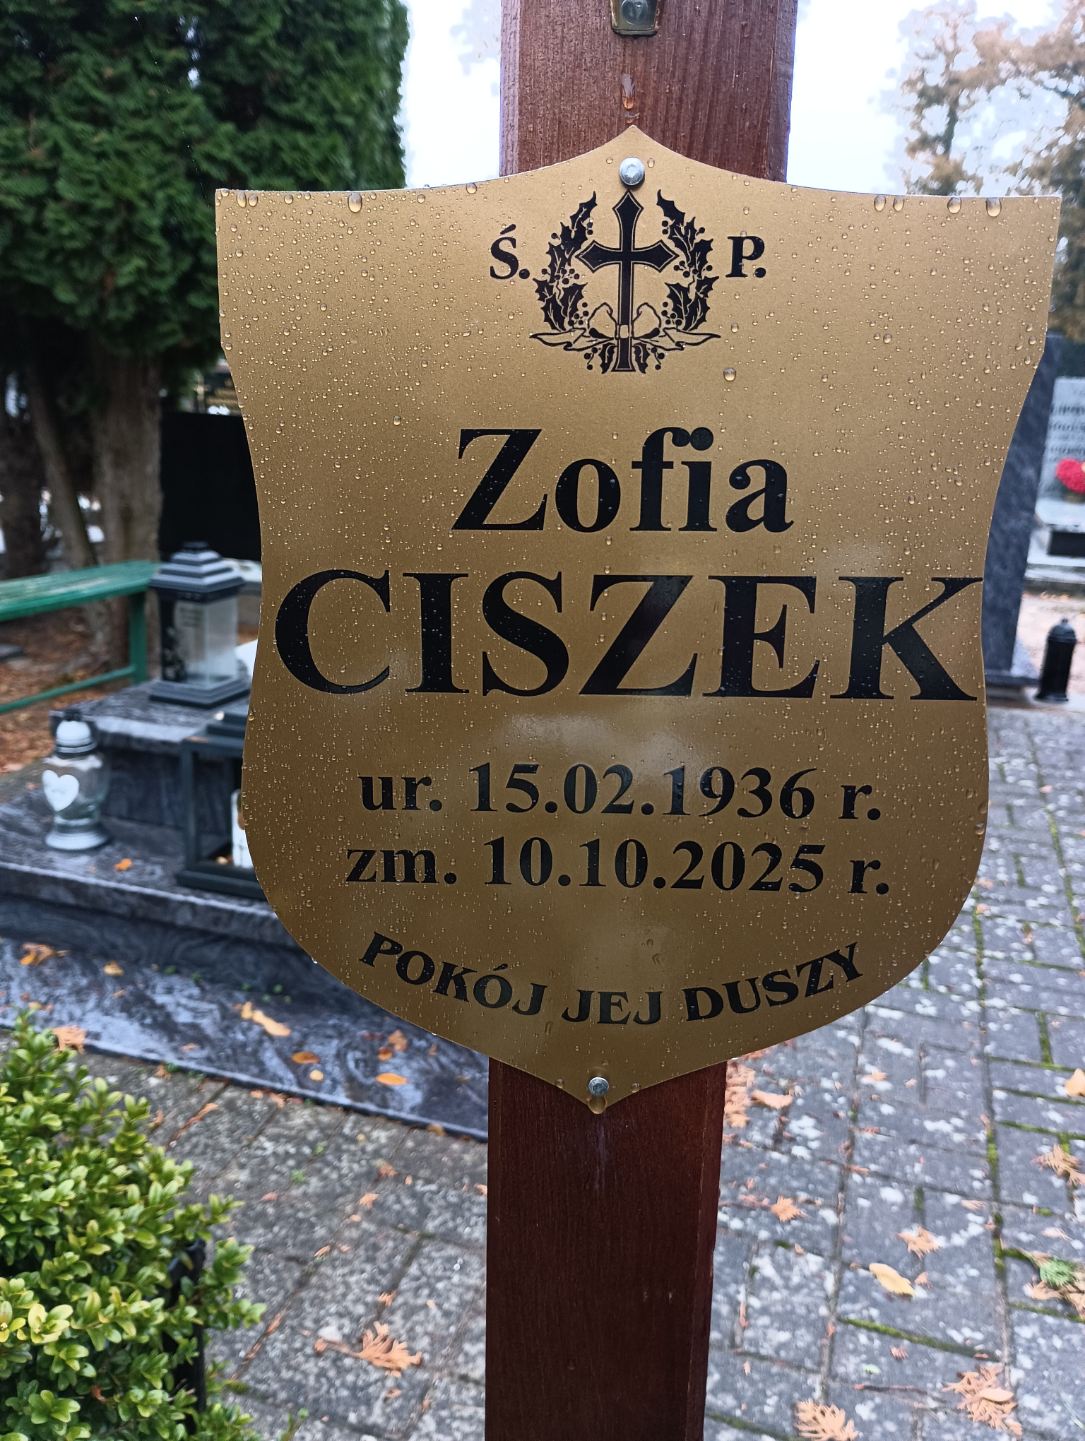 Ś. P.
Zofia
CISZEK
ur. 15.02.1936 r.
zm. 10.10.2025 r.
POKÓJ JEJ DUSZY